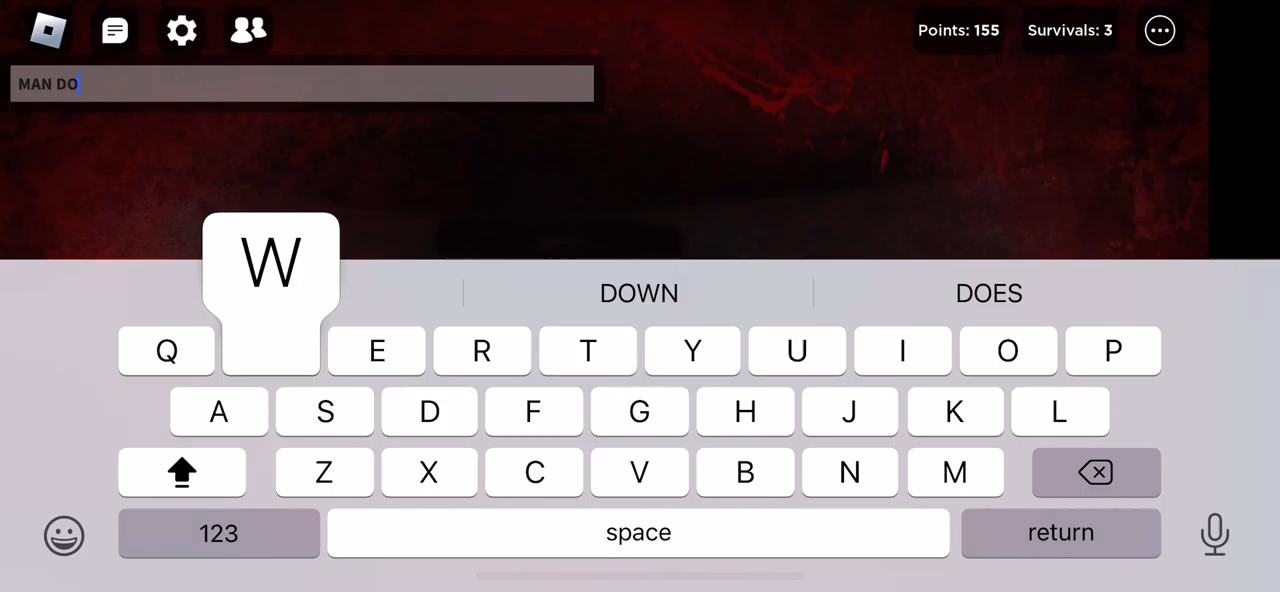 Points: 155 Survivals: 3
MAN DO
W
DOWN DOES
Q E R T Y U I O P
A S D F G H J K L
Z X C V B N M
123 space return